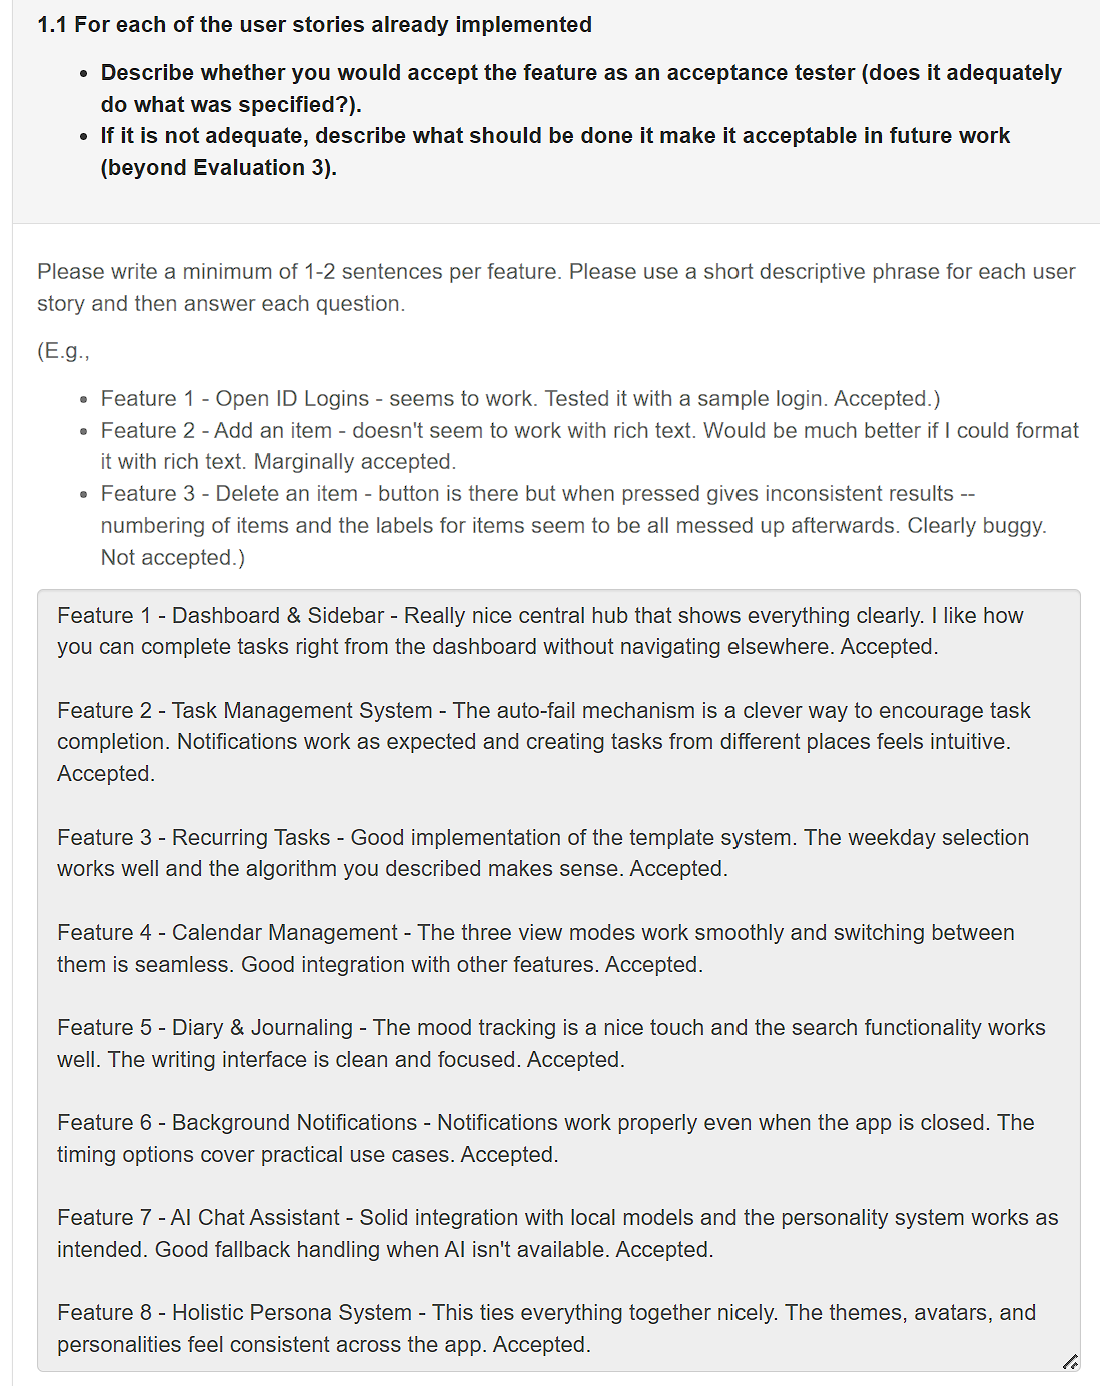 1.1 For each of the user stories already implemented
• Describe whether you would accept the feature as an acceptance tester (does it adequately
do what was specified?).
• If it is not adequate, describe what should be done it make it acceptable in future work
(beyond Evaluation 3).
Please write a minimum of 1-2 sentences per feature. Please use a short descriptive phrase for each user
story and then answer each question.
(E.g.,
• Feature 1 - Open ID Logins - seems to work. Tested it with a sample login. Accepted.)
• Feature 2 - Add an item - doesn't seem to work with rich text. Would be much better if I could format
it with rich text. Marginally accepted.
• Feature 3 - Delete an item - button is there but when pressed gives inconsistent results --
numbering of items and the labels for items seem to be all messed up afterwards. Clearly buggy.
Not accepted.)
Feature 1 - Dashboard & Sidebar - Really nice central hub that shows everything clearly. I like how
you can complete tasks right from the dashboard without navigating elsewhere. Accepted.
Feature 2 - Task Management System - The auto-fail mechanism is a clever way to encourage task
completion. Notifications work as expected and creating tasks from different places feels intuitive.
Accepted.
Feature 3 - Recurring Tasks - Good implementation of the template system. The weekday selection
works well and the algorithm you described makes sense. Accepted.
Feature 4 - Calendar Management - The three view modes work smoothly and switching between
them is seamless. Good integration with other features. Accepted.
Feature 5 - Diary & Journaling - The mood tracking is a nice touch and the search functionality works
well. The writing interface is clean and focused. Accepted.
Feature 6 - Background Notifications - Notifications work properly even when the app is closed. The
timing options cover practical use cases. Accepted.
Feature 7 - AI Chat Assistant - Solid integration with local models and the personality system works as
intended. Good fallback handling when AI isn't available. Accepted.
Feature 8 - Holistic Persona System - This ties everything together nicely. The themes, avatars, and
personalities feel consistent across the app. Accepted.